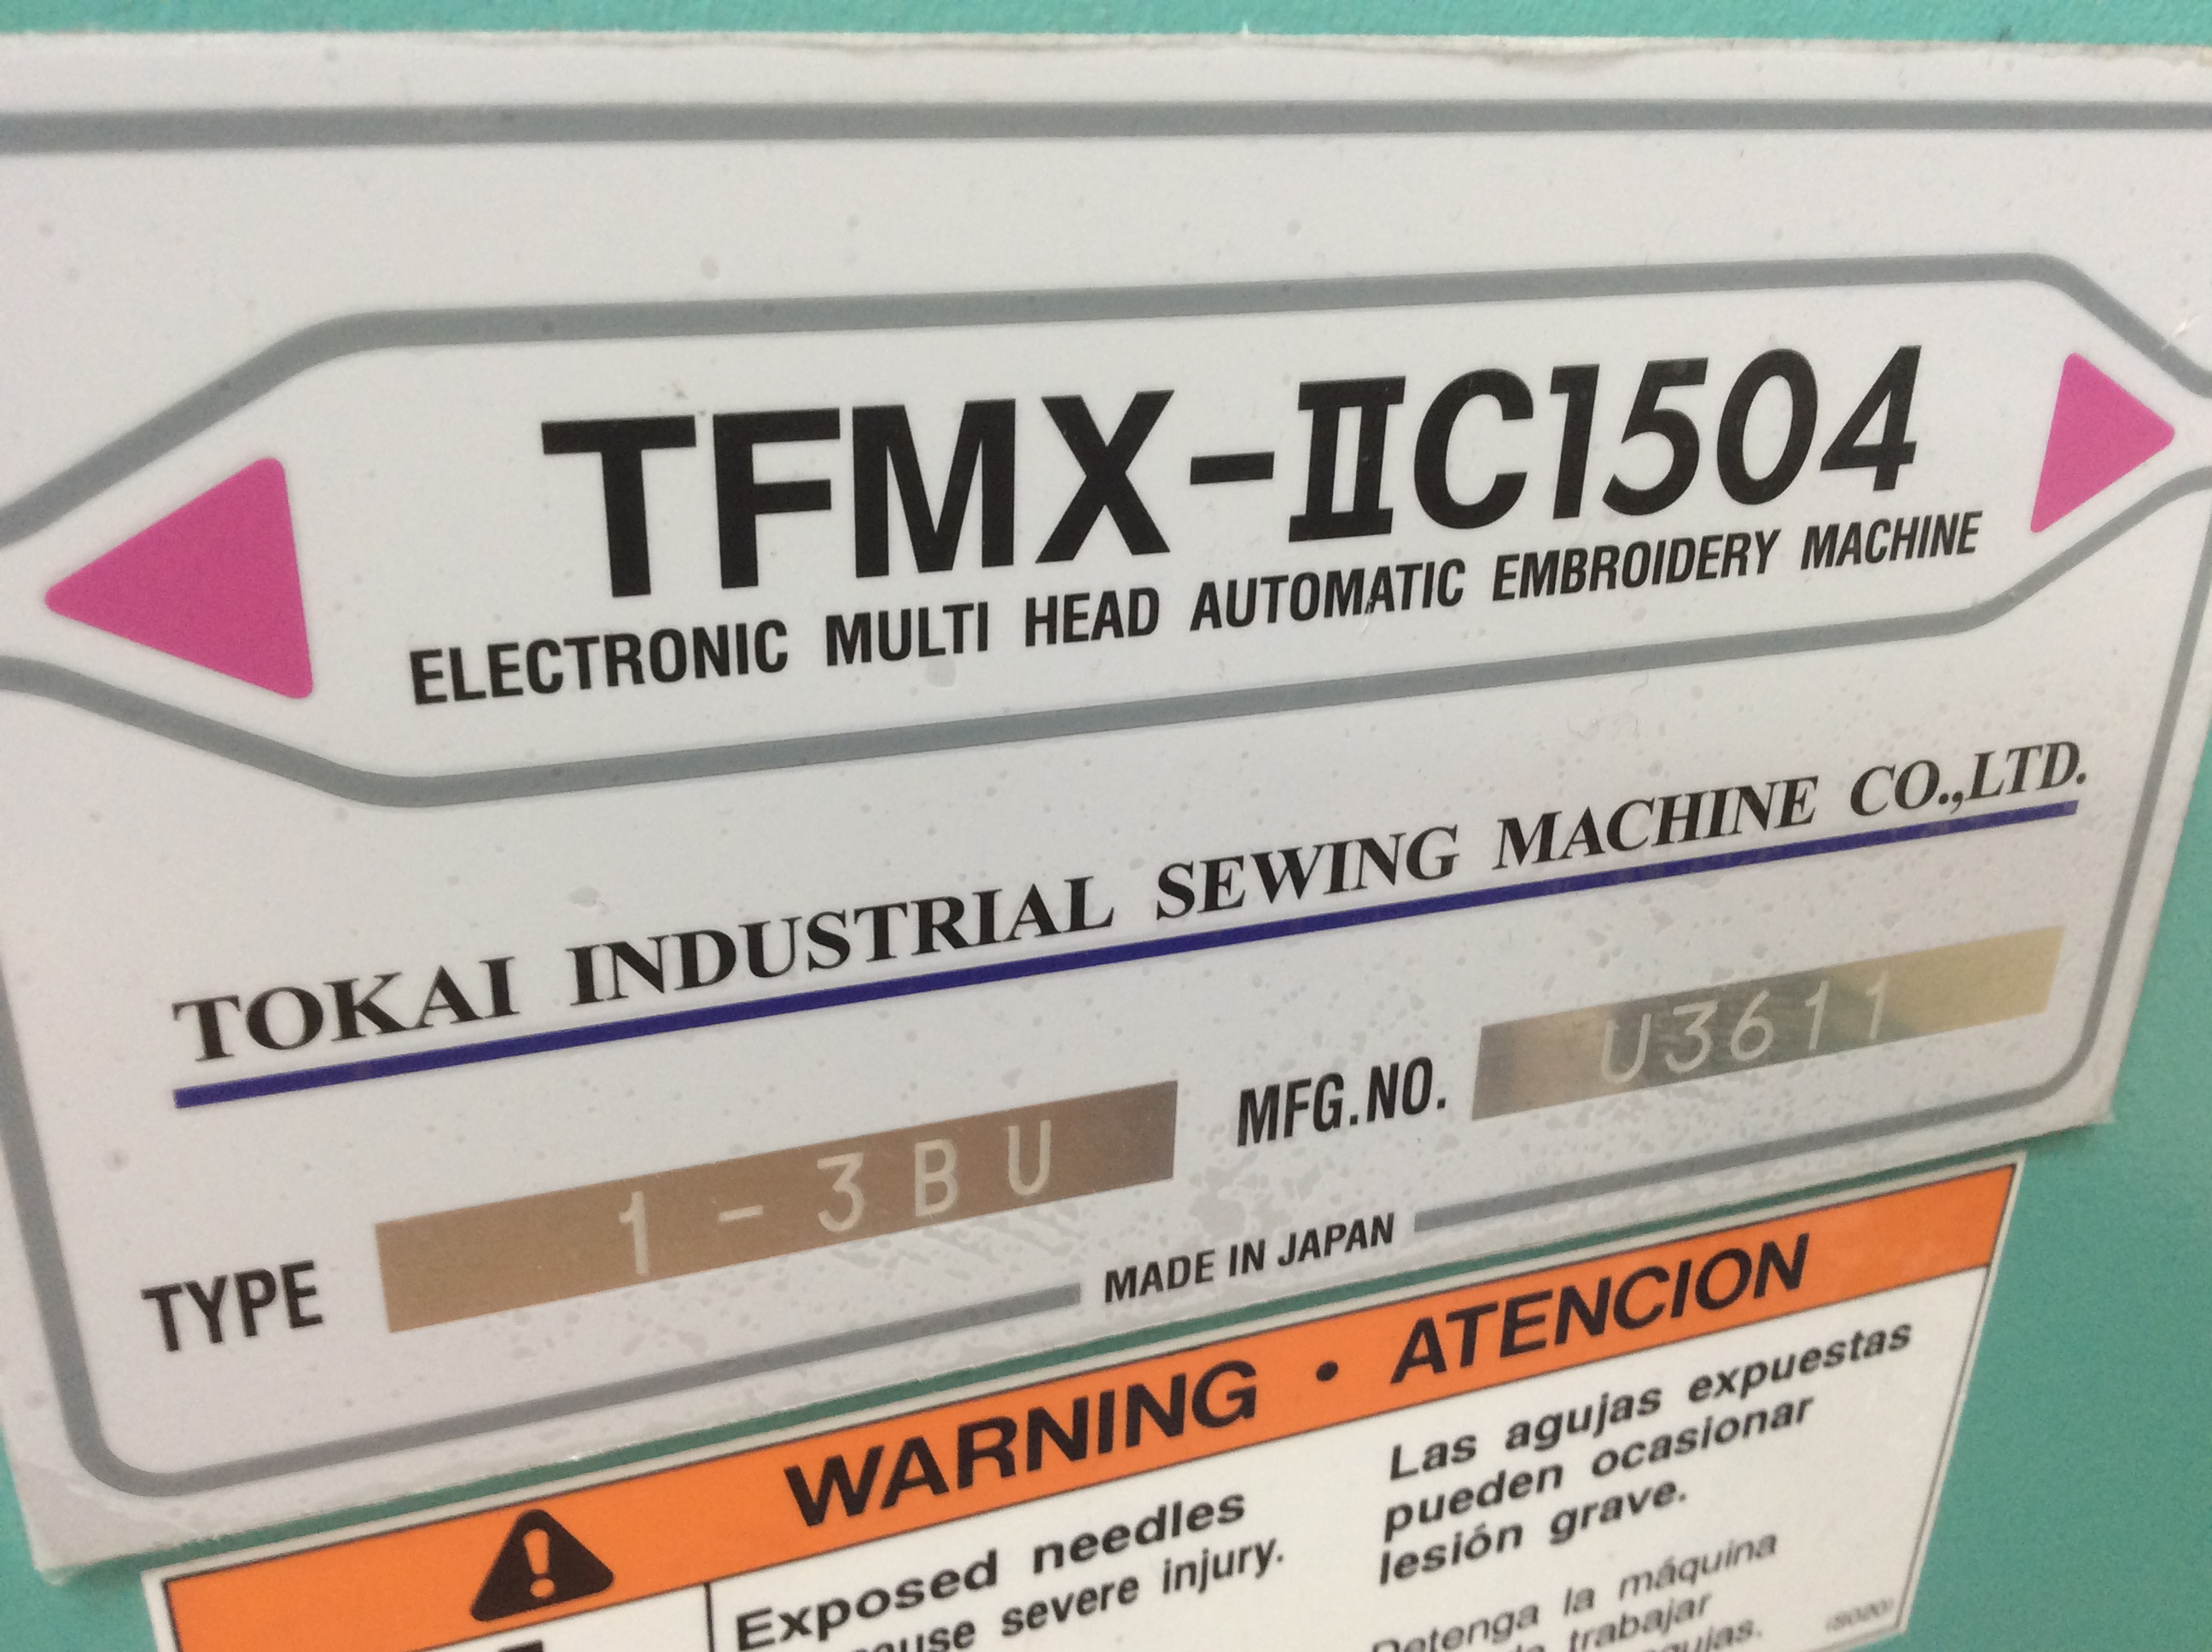 TFMX-IIC1504
ELECTRONIC MULTI HEAD AUTOMATIC EMBROIDERY MACHINE
TOKAI INDUSTRIAL SEWING MACHINE CO.,LTD.
TYPE 1-3BU MFG.NO. U3611
MADE IN JAPAN
WARNING • ATENCION
Exposed needles
severe injury.
Las agujas expuestas
pueden ocasionar
lesión grave.
Detenga la máquina
trabajar